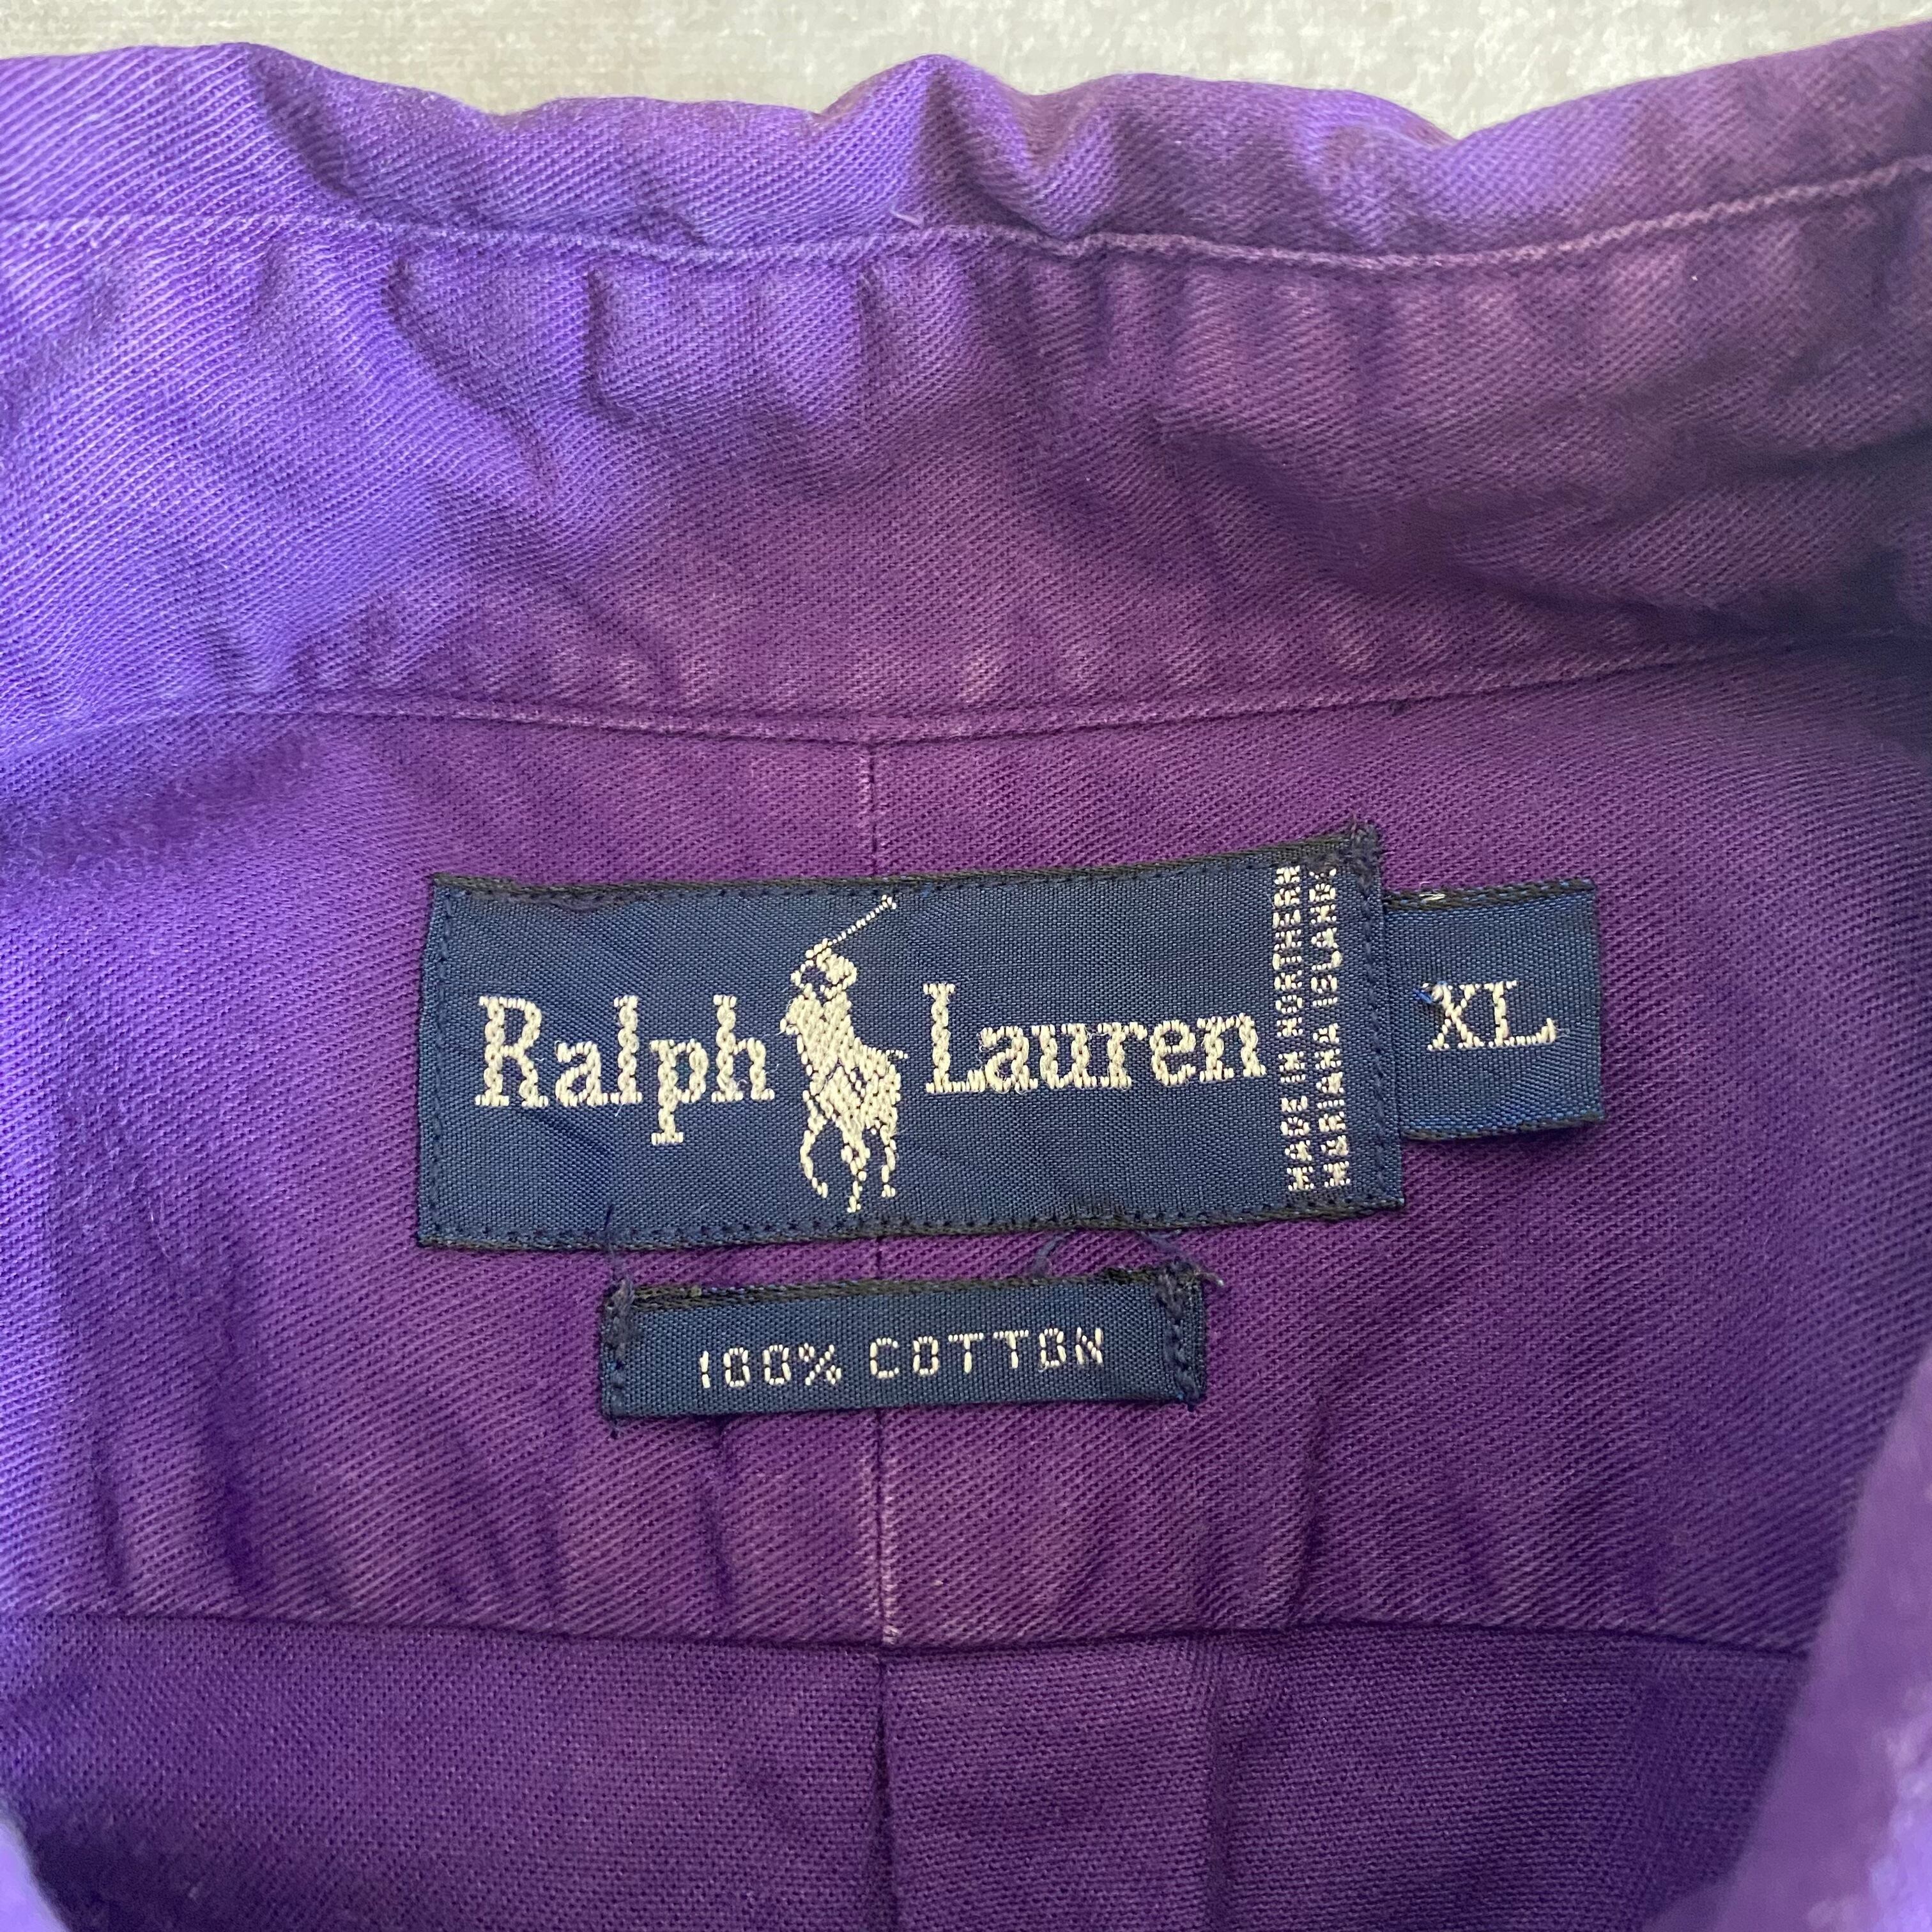 Ralph Lauren
MADE IN NORTHERN
MARIANA ISLANDS
XL
100% COTTON